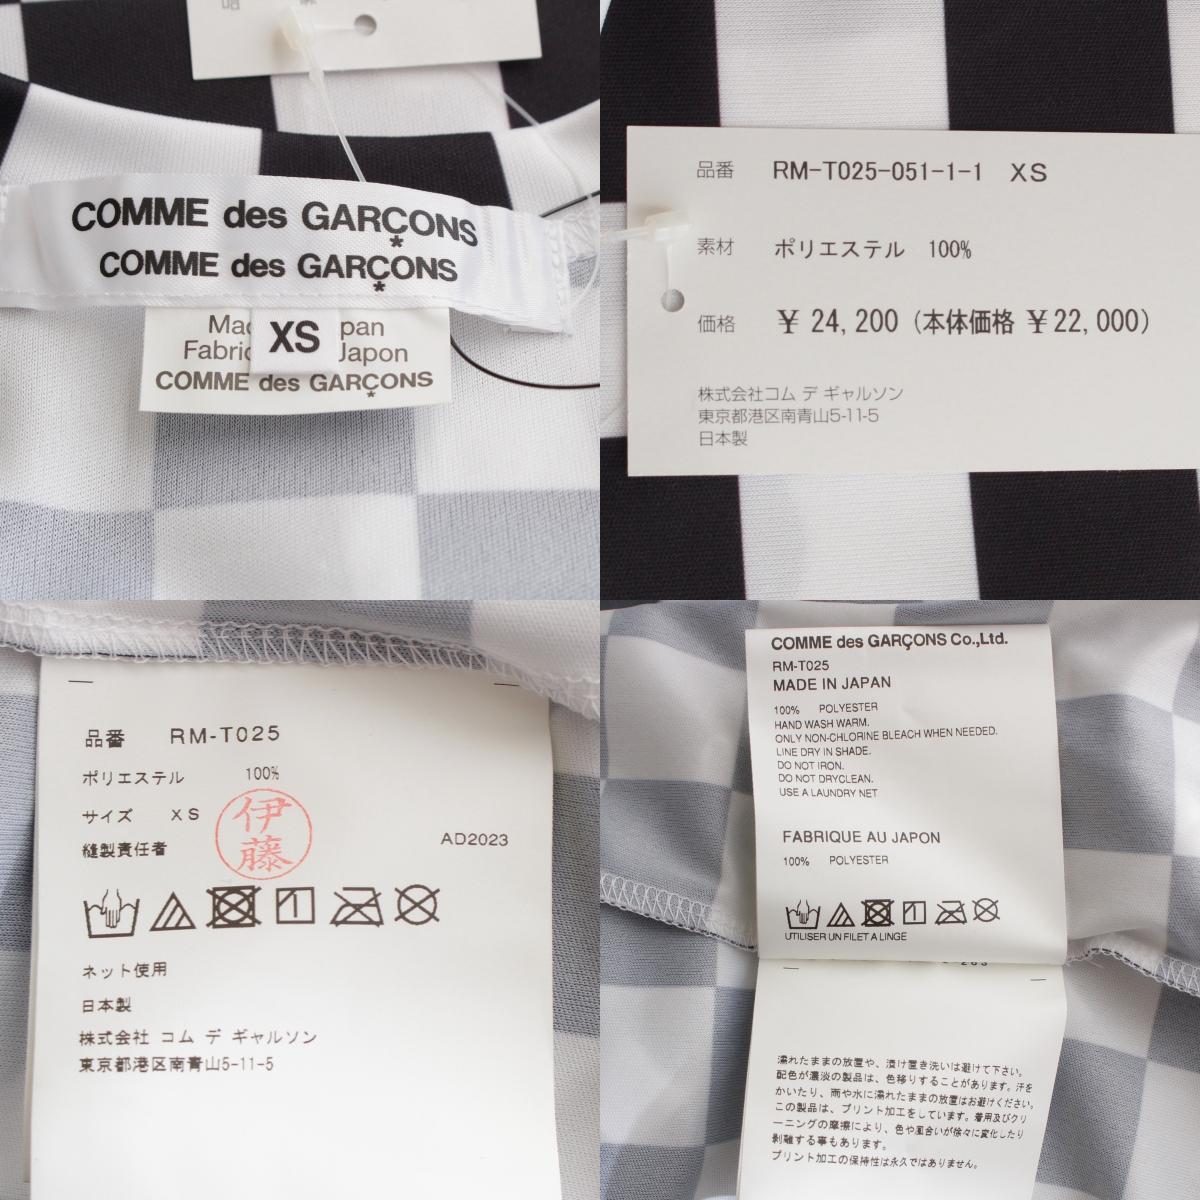 COMME des GARÇONS
*
COMME des GARÇONS
*
XS
Japon
COMME des GARÇONS
*
品番 RM-T025-051-1-1 XS
素材 ポリエステル 100%
価格 ¥ 24,200 (本体価格 ¥22,000)
株式会社コム デ ギャルソン
東京都港区南青山5-11-5
日本製
品番 RM-T025
ポリエステル 100%
サイズ XS
縫製責任者 伊藤
AD2023
ネット使用
日本製
株式会社 コム デ ギャルソン
東京都港区南青山5-11-5
COMME des GARÇONS Co.,Ltd.
RM-T025
MADE IN JAPAN
100% POLYESTER
HAND WASH WARM.
ONLY NON-CHLORINE BLEACH WHEN NEEDED.
LINE DRY IN SHADE.
DO NOT IRON.
DO NOT DRYCLEAN.
USE A LAUNDRY NET
FABRIQUE AU JAPON
100% POLYESTER
UTILISER UN FILET A LINGE
濡れたままの放置や、漬け置き洗いは避けて下さい。
配色が濃淡の製品は、色移りすることがあります。汗を
かいたり、雨や水に濡れたままの放置はお避けください。
この製品は、プリント加工をしています。着用及びクリ
ーニングの摩擦により、色や風合いが徐々に変化したり
剥離する事もあります。
プリント加工の保持性は永久ではありません。